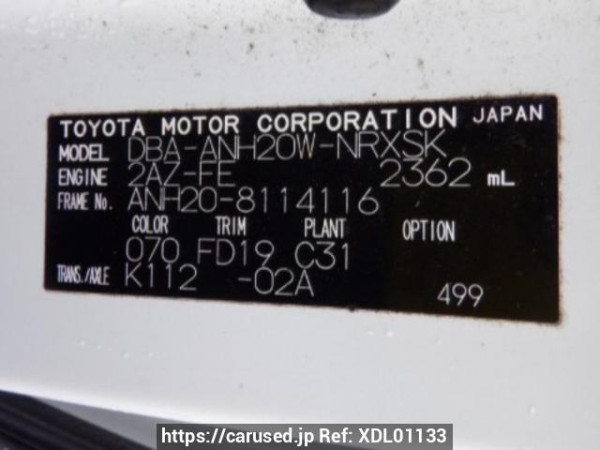 TOYOTA MOTOR CORPORATION JAPAN
MODEL DBA-ANH20W-NRXSK
ENGINE 2AZ-FE 2362 mL
FRAME No. ANH20-8114116
COLOR TRIM PLANT OPTION
070 FD19 C31
TRANS./AXLE K112 -02A
499
https://carused.jp Ref: XDL01133